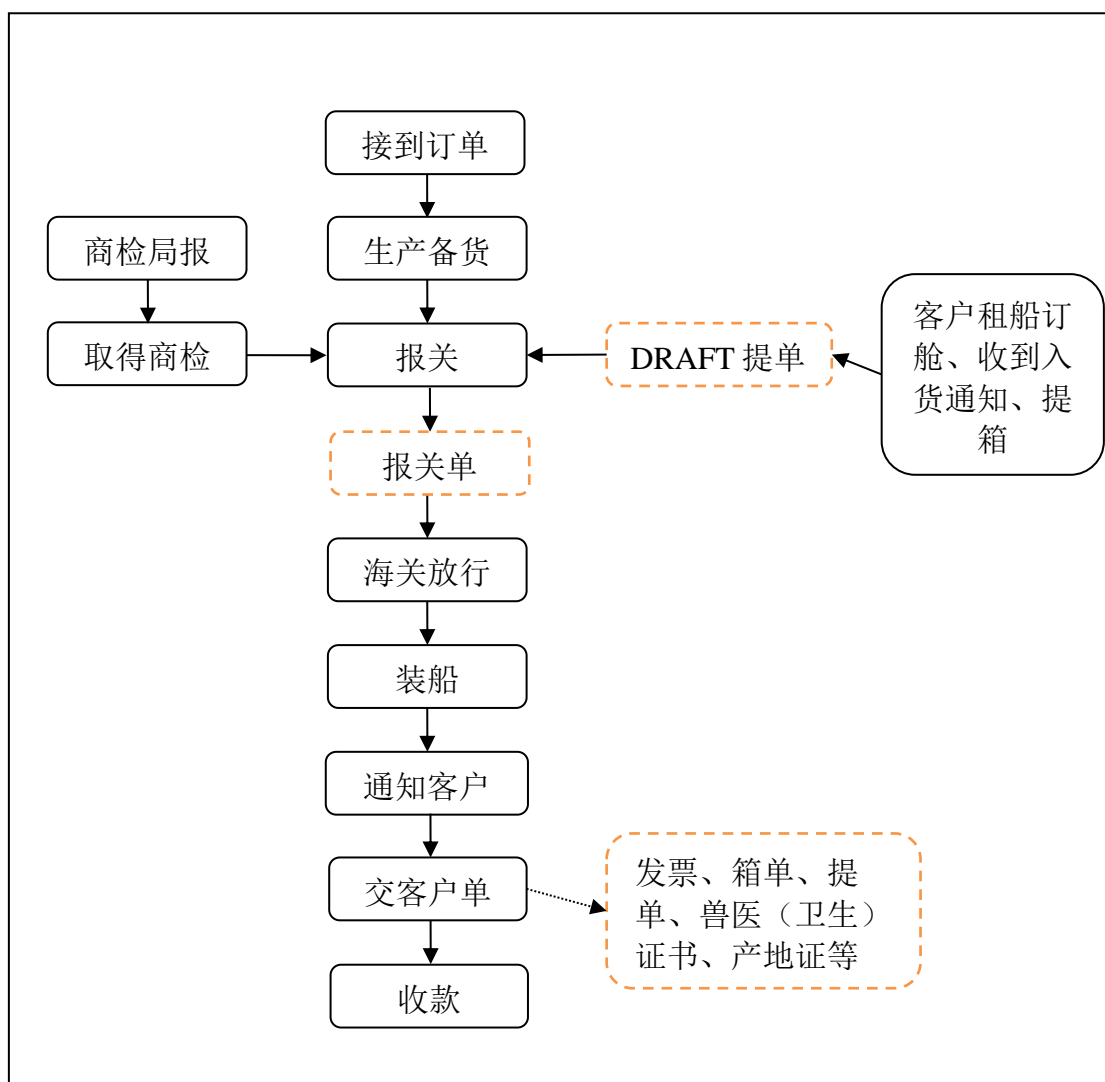 接到订单
商检局报
生产备货
客户租船订
舱、收到入
货通知、提
箱
取得商检
报关
DRAFT 提单
报关单
海关放行
装船
通知客户
交客户单
发票、箱单、提
单、兽医（卫生）
证书、产地证等
收款